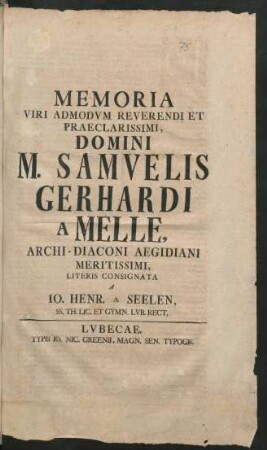 MEMORIA
VIRI ADMODVM REVERENDI ET
PRAECLARISSIMI,
DOMINI
M. SAMVELIS
GERHARDI
A MELLE,
ARCHI-DIACONI AEGIDIANI
MERITISSIMI,
LITERIS CONSIGNATA
A
IO. HENR. A SEELEN,
SS. TH. LIC. ET GYMN. LVB. RECT.
LVBECAE,
TYPIS IO. NIC. GREENII, MAGN. SEN. TYPOGR.